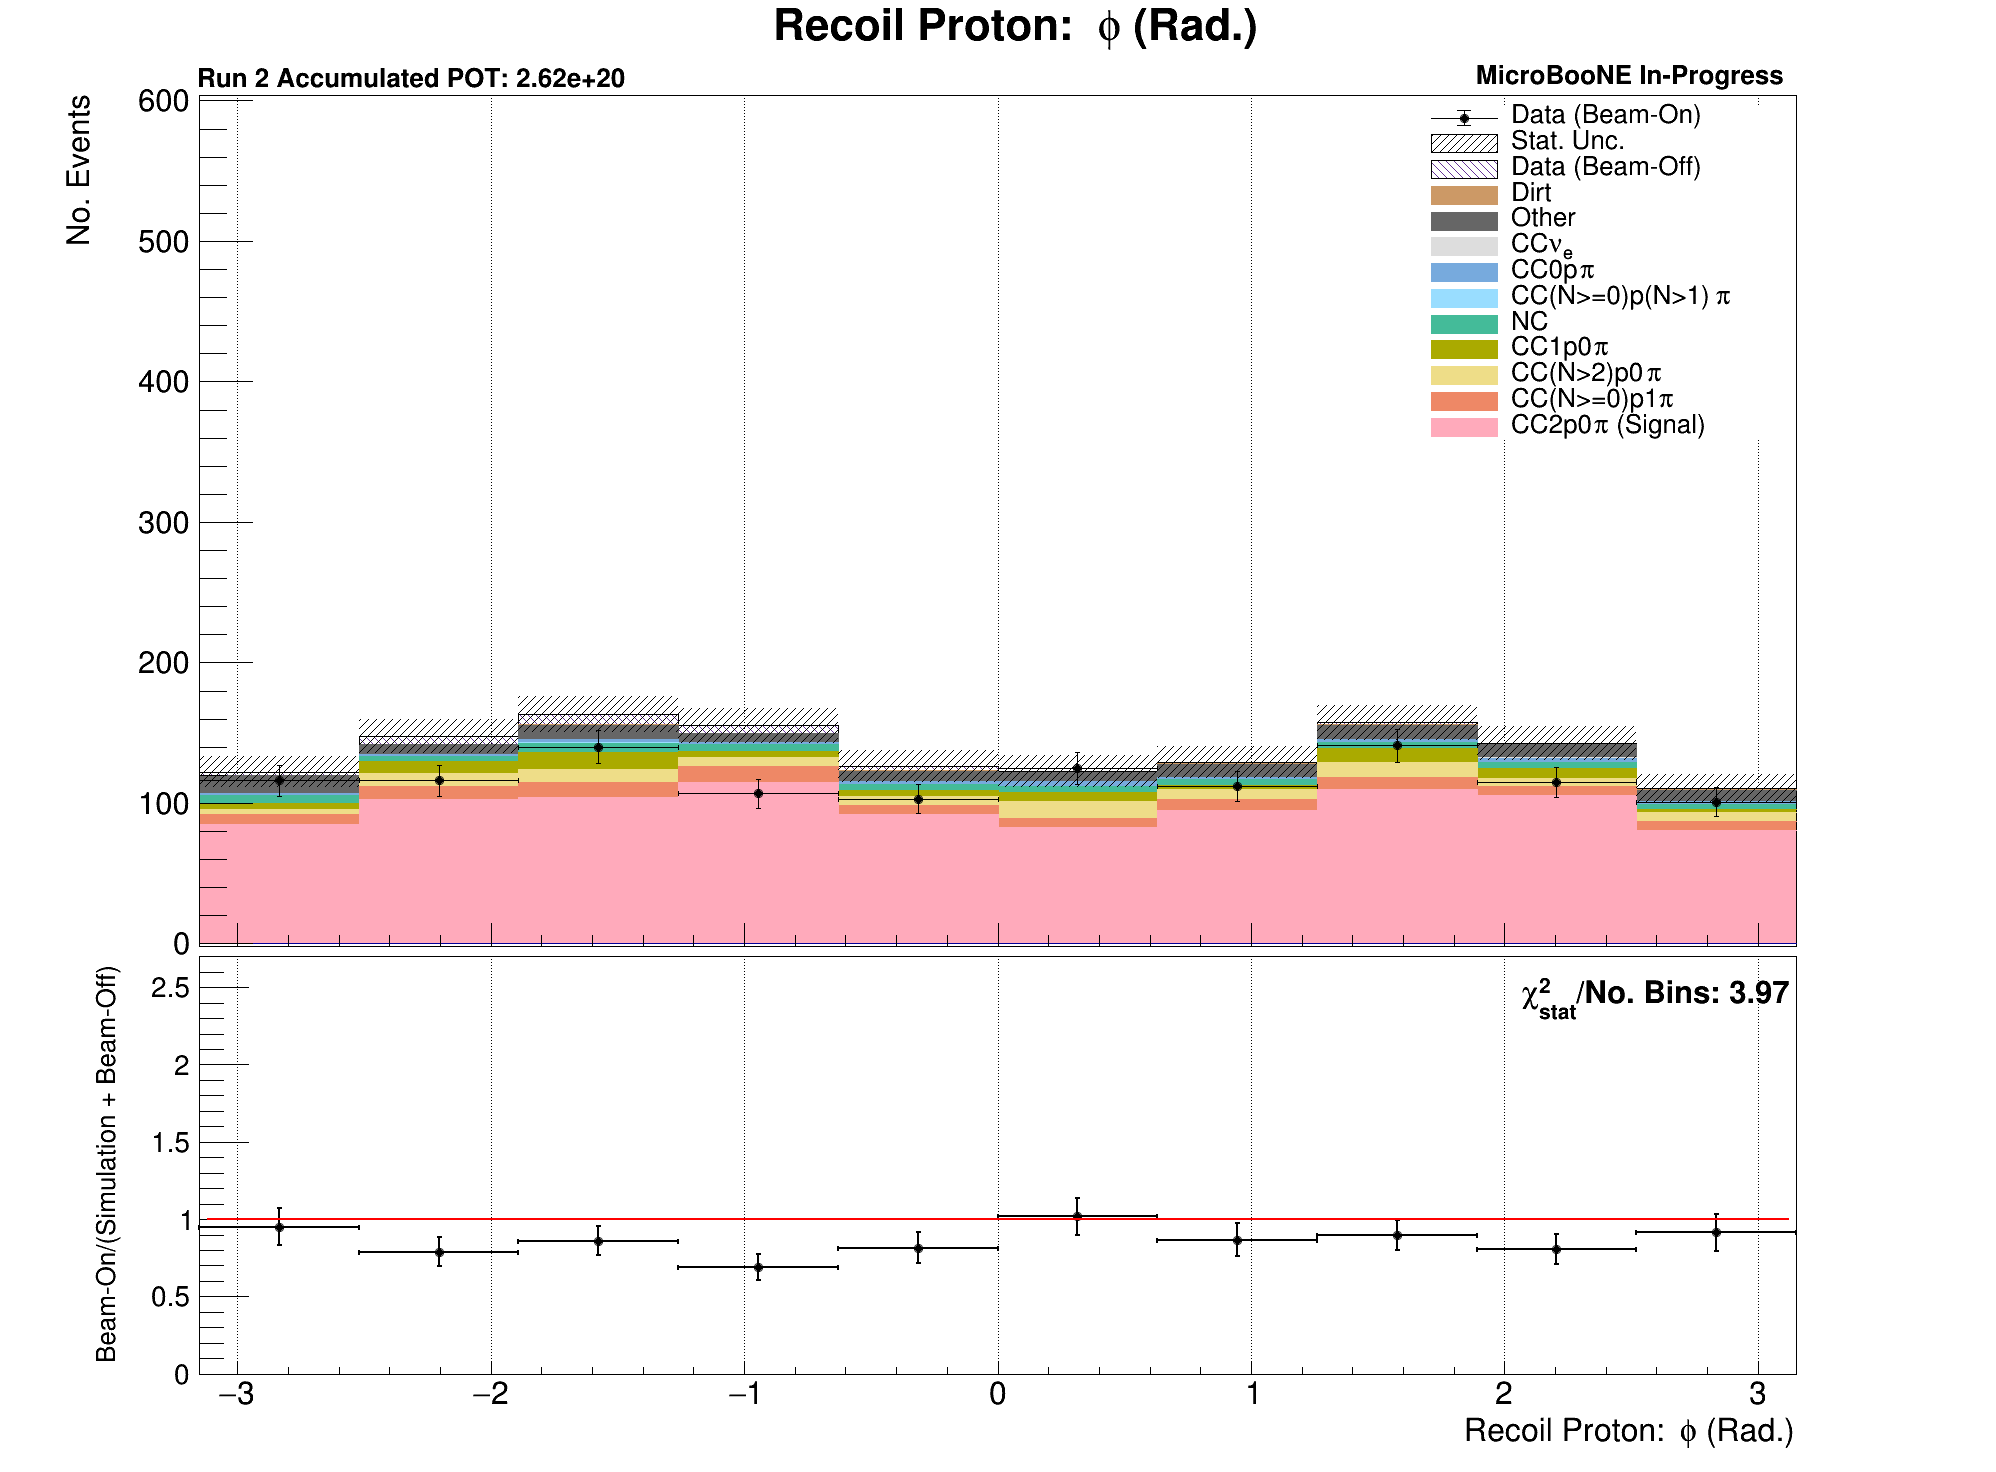 Recoil Proton: ϕ (Rad.)
Run 2 Accumulated POT: 2.62e+20
MicroBooNE In-Progress
No. Events
600
500
400
300
200
100
0
Data (Beam-On)
Stat. Unc.
Data (Beam-Off)
Dirt
Other
CCνe
CC0pπ
CC(N>=0)p(N>1) π
NC
CC1p0π
CC(N>2)p0π
CC(N>=0)p1π
CC2p0π (Signal)
Beam-On/(Simulation + Beam-Off)
2.5
2
1.5
1
0.5
0
χ²stat/No. Bins: 3.97
−3 −2 −1 0 1 2 3
Recoil Proton: ϕ (Rad.)